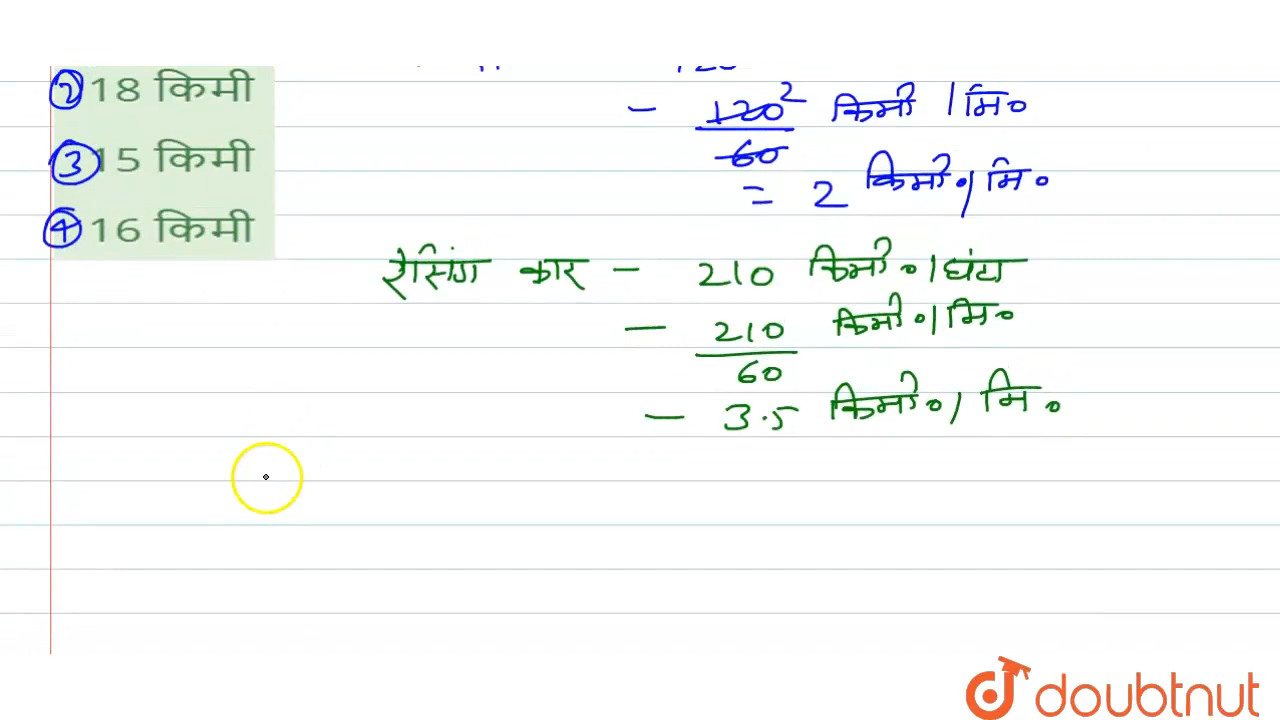 ② 18 किमी
③ 15 किमी
④ 16 किमी
- 120² / 60 किमी / मि०
= 2 किमी०/ मि०
रेसिंग कार - 210 किमी०/घंटा
- 210 / 60 किमी०/मि०
- 3.5 किमी०/ मि०
doubtnut